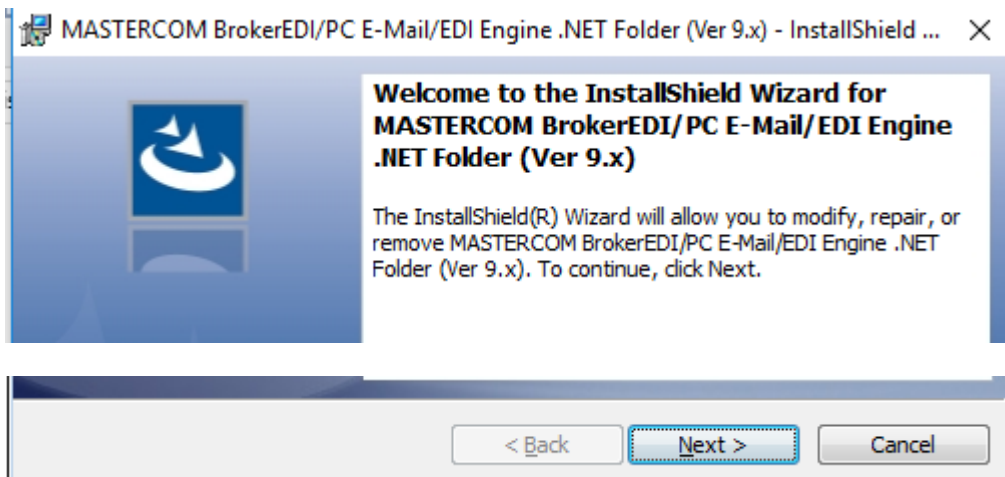 MASTERCOM BrokerEDI/PC E-Mail/EDI Engine .NET Folder (Ver 9.x) - InstallShield ...
Welcome to the InstallShield Wizard for
MASTERCOM BrokerEDI/PC E-Mail/EDI Engine
.NET Folder (Ver 9.x)
The InstallShield(R) Wizard will allow you to modify, repair, or
remove MASTERCOM BrokerEDI/PC E-Mail/EDI Engine .NET
Folder (Ver 9.x). To continue, click Next.
< Back
Next >
Cancel